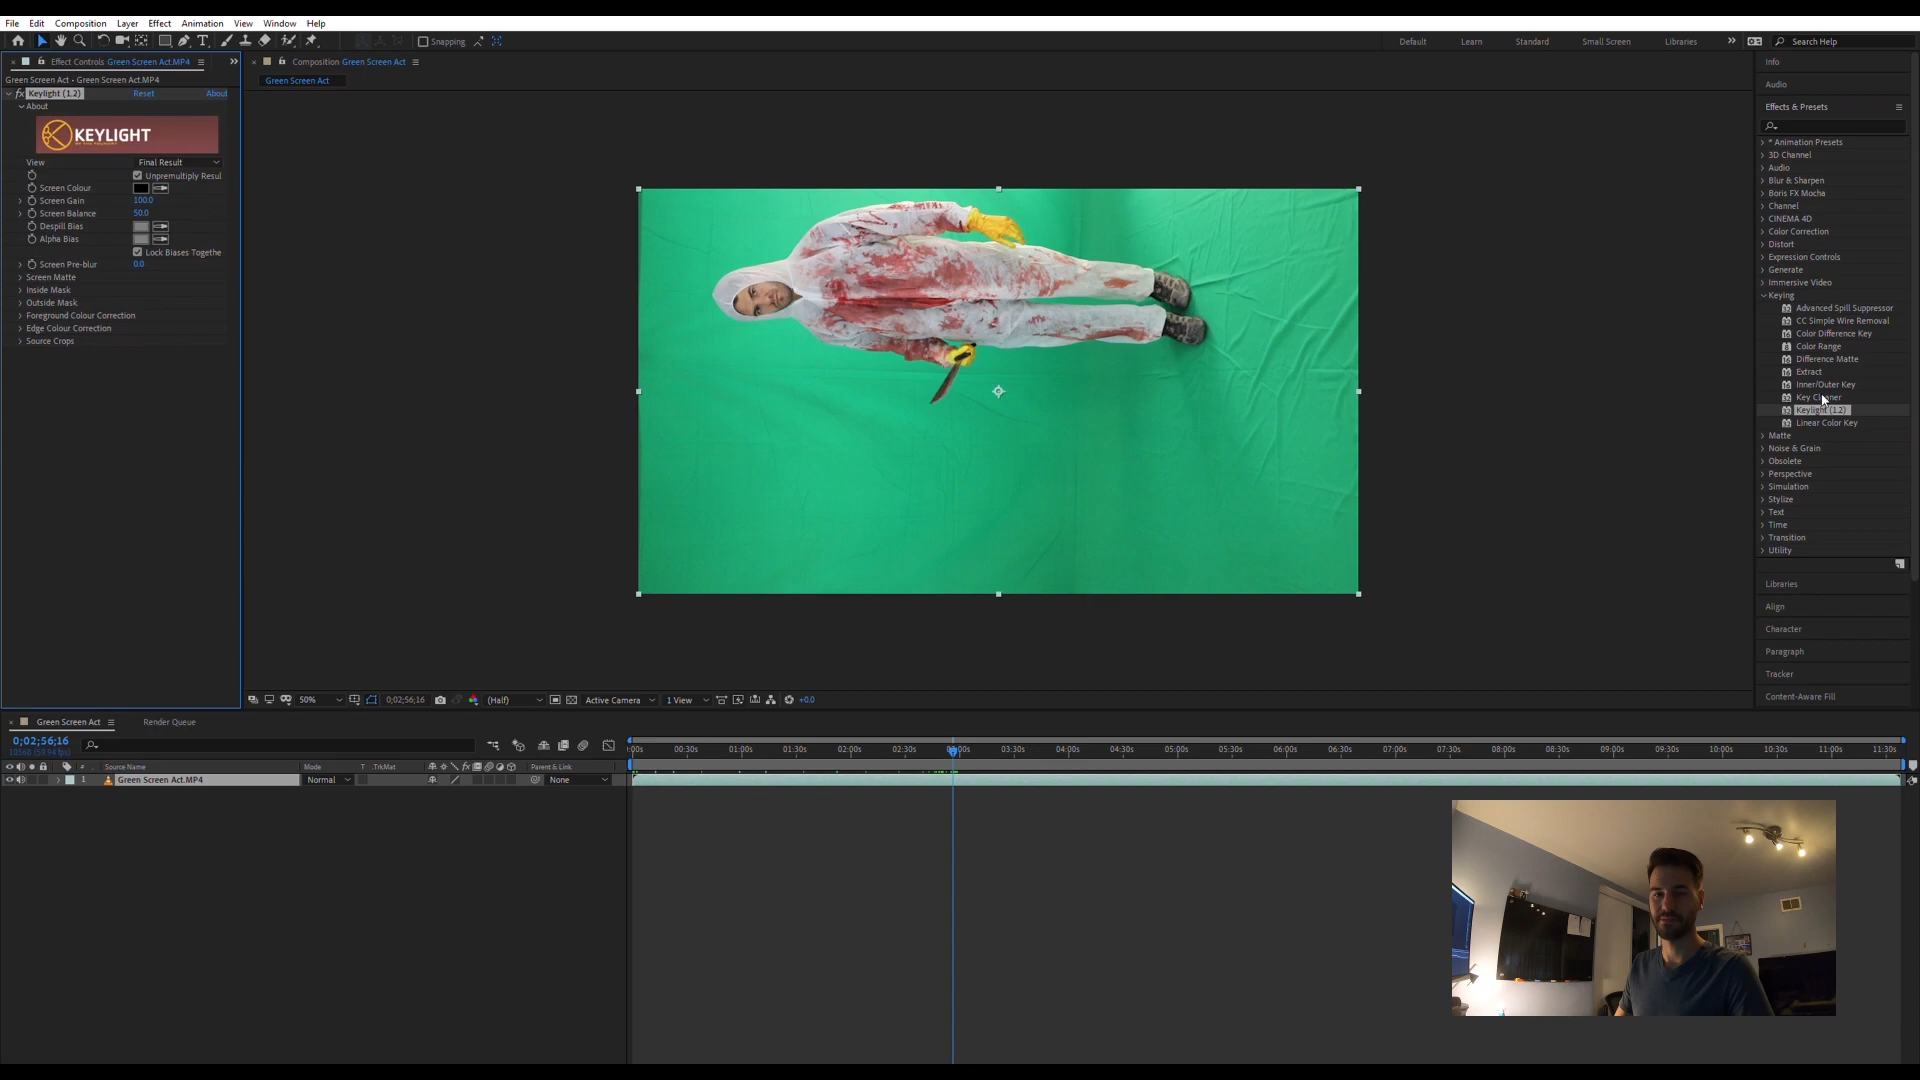 File Edit Composition Layer Effect Animation View Window Help
Snapping
Default Learn Standard Small Screen Libraries Search Help
Effect Controls Green Screen Act.MP4
Green Screen Act • Green Screen Act.MP4
fx Keylight (1.2) Reset About
About
KEYLIGHT
View Final Result
Unpremultiply Resul
Screen Colour
Screen Gain 100.0
Screen Balance 50.0
Despill Bias
Alpha Bias
Lock Biases Togethe
Screen Pre-blur 0.0
Screen Matte
Inside Mask
Outside Mask
Foreground Colour Correction
Edge Colour Correction
Source Crops
Composition Green Screen Act
Green Screen Act
50% 0;02;56;16 (Half) Active Camera 1 View +0.0
Info
Audio
Effects & Presets
* Animation Presets
3D Channel
Audio
Blur & Sharpen
Boris FX Mocha
Channel
CINEMA 4D
Color Correction
Distort
Expression Controls
Generate
Immersive Video
Keying
Advanced Spill Suppressor
CC Simple Wire Removal
Color Difference Key
Color Range
Difference Matte
Extract
Inner/Outer Key
Keylight (1.2)
Linear Color Key
Matte
Noise & Grain
Obsolete
Perspective
Simulation
Stylize
Text
Time
Transition
Utility
Libraries
Align
Character
Paragraph
Tracker
Content-Aware Fill
Green Screen Act Render Queue
0;02;56;16
10568 (59.94 fps)
# Source Name Mode T .TrkMat Parent & Link
1 Green Screen Act.MP4 Normal None
:00s 00:30s 01:00s 01:30s 02:00s 02:30s 03:00s 03:30s 04:00s 04:30s 05:00s 05:30s 06:00s 06:30s 07:00s 07:30s 08:00s 08:30s 09:00s 09:30s 10:00s 10:30s 11:00s 11:30s